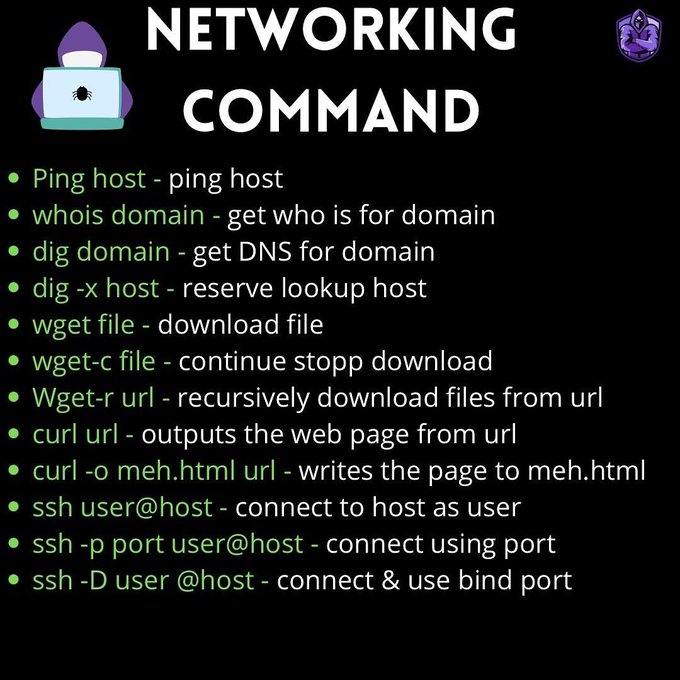 NETWORKING
COMMAND
Ping host - ping host
whois domain - get who is for domain
dig domain - get DNS for domain
dig -x host - reserve lookup host
wget file - download file
wget-c file - continue stopp download
Wget-r url - recursively download files from url
curl url - outputs the web page from url
curl -o meh.html url - writes the page to meh.html
ssh user@host - connect to host as user
ssh -p port user@host - connect using port
ssh -D user @host - connect & use bind port